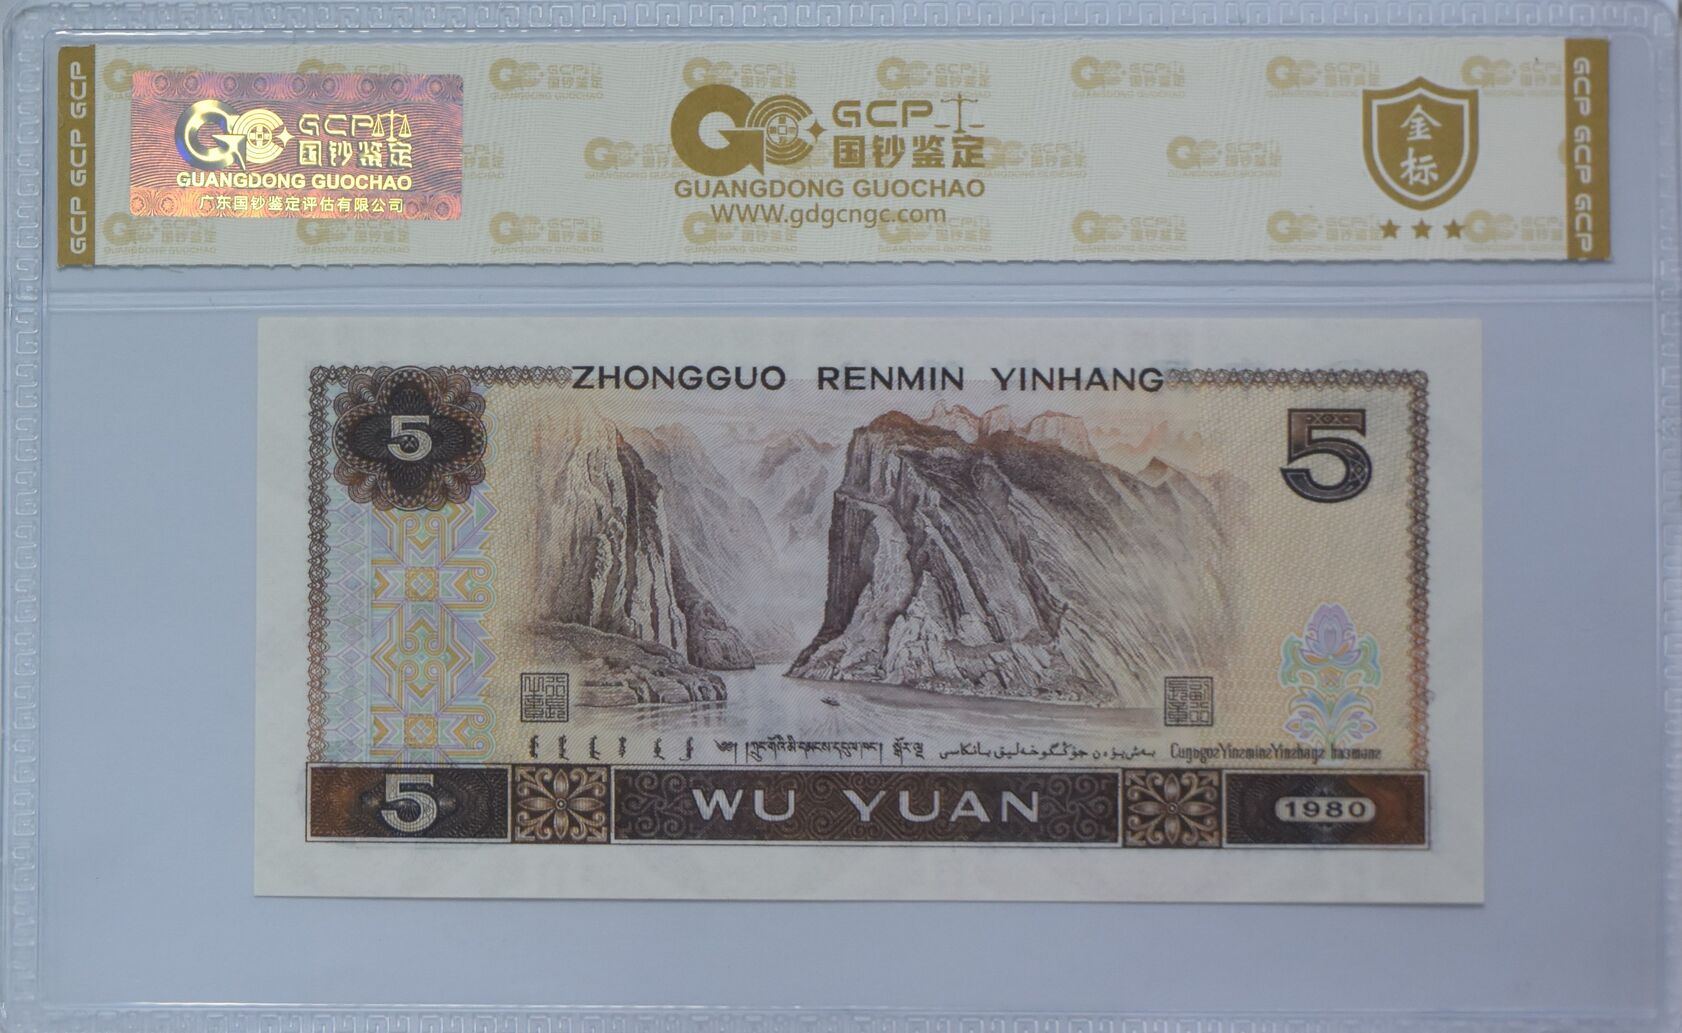 GCP GCP GCP
GCP 国钞鉴定
GUANGDONG GUOCHAO
广东国钞鉴定评估有限公司
GCP
国钞鉴定
GUANGDONG GUOCHAO
WWW.gdgcngc.com
金标
GCP GCP GCP
ZHONGGUO RENMIN YINHANG
5
5
5
WU YUAN
1980